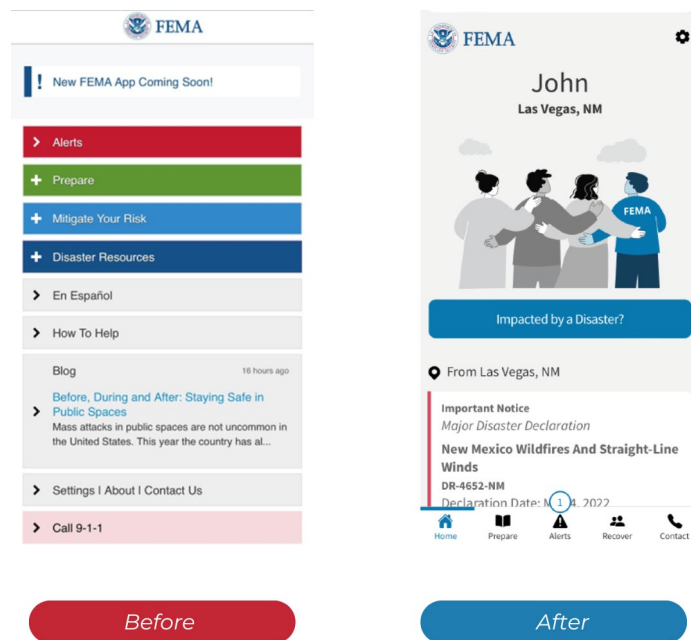 FEMA
New FEMA App Coming Soon!
Alerts
Prepare
Mitigate Your Risk
Disaster Resources
En Español
How To Help
Blog 16 hours ago
Before, During and After: Staying Safe in
Public Spaces
Mass attacks in public spaces are not uncommon in
the United States. This year the country has al...
Settings I About I Contact Us
Call 9-1-1
Before
FEMA
John
Las Vegas, NM
FEMA
Impacted by a Disaster?
From Las Vegas, NM
Important Notice
Major Disaster Declaration
New Mexico Wildfires And Straight-Line
Winds
DR-4652-NM
Declaration Date: 4, 2022
1
Home Prepare Alerts Recover Contact
After